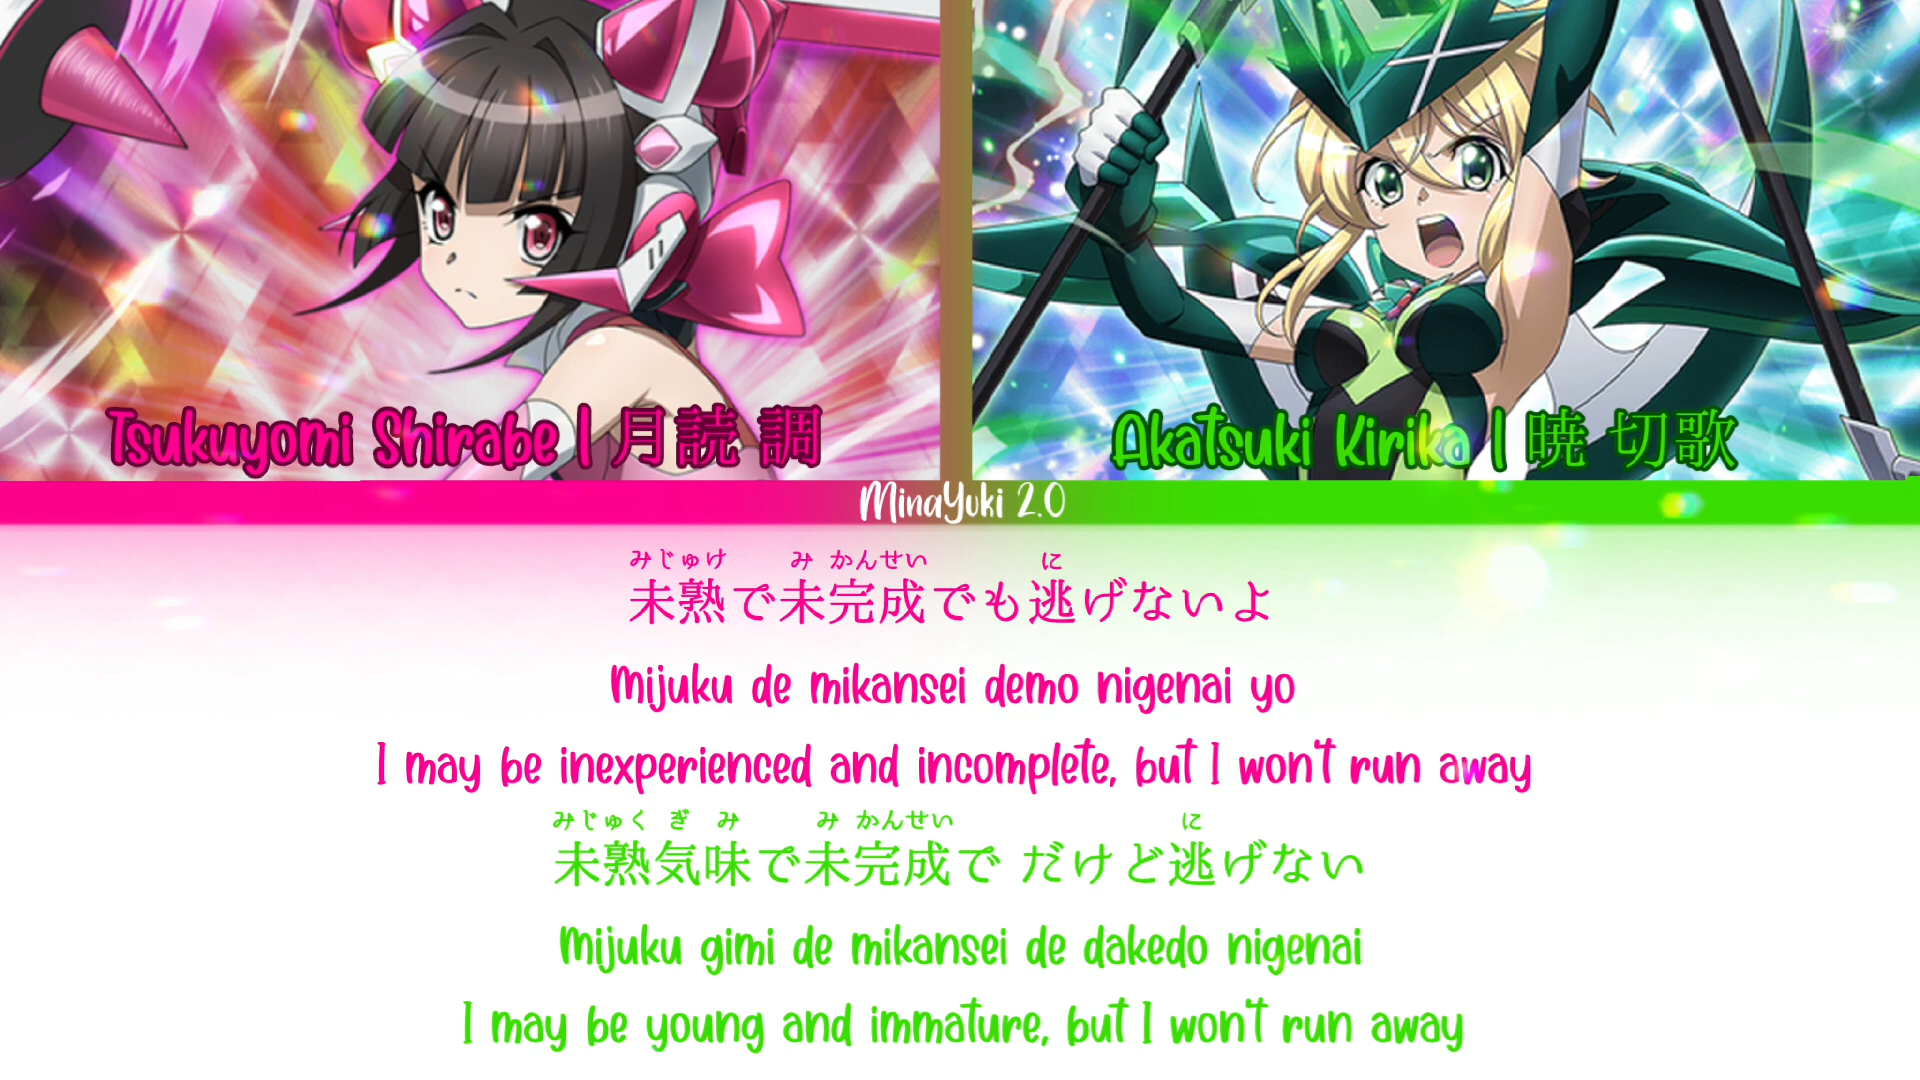 Tsukuyomi Shirabe | 月読 調
Akatsuki Kirika | 暁 切歌
MinaYuki 2.0
みじゅけ み かんせい に
未熟で未完成でも逃げないよ
Mijuku de mikansei demo nigenai yo
I may be inexperienced and incomplete, but I won't run away
みじゅく ぎ み み かんせい に
未熟気味で未完成で だけど逃げない
Mijuku gimi de mikansei de dakedo nigenai
I may be young and immature, but I won't run away